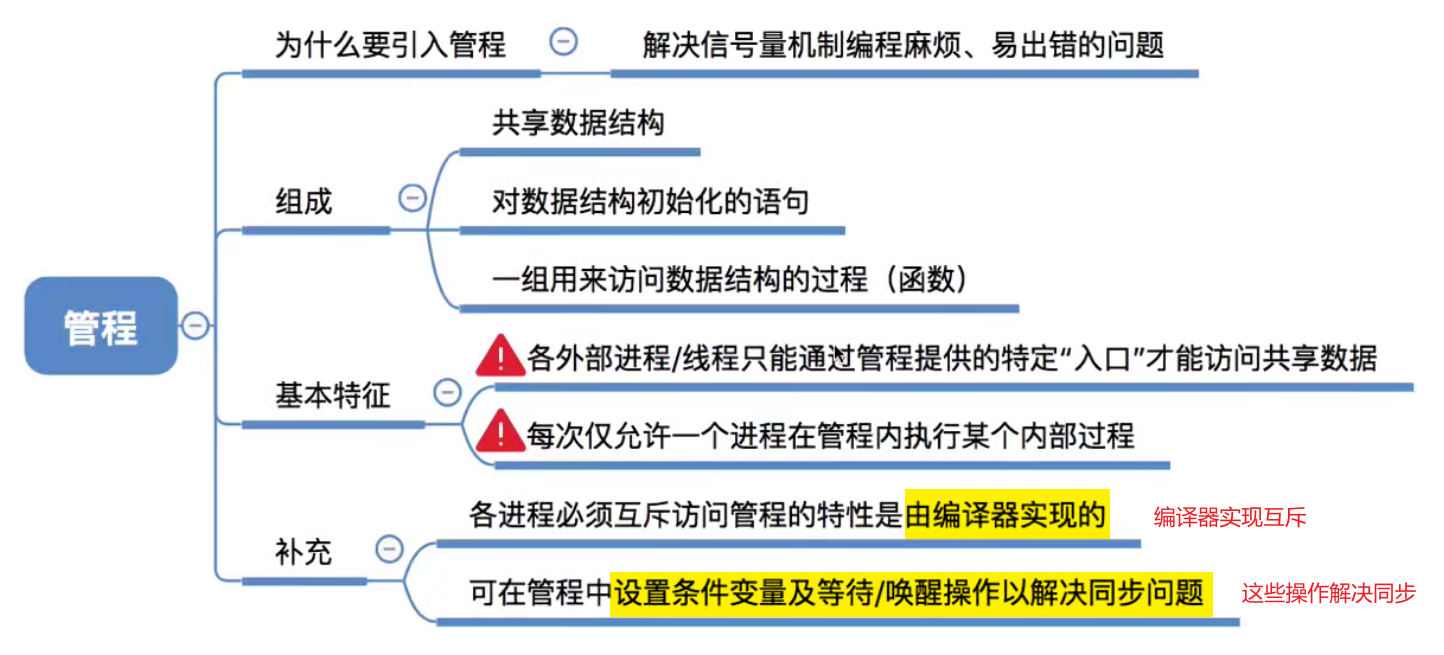 为什么要引入管程
解决信号量机制编程麻烦、易出错的问题
共享数据结构
组成
对数据结构初始化的语句
一组用来访问数据结构的过程（函数）
管程
各外部进程/线程只能通过管程提供的特定“入口”才能访问共享数据
基本特征
每次仅允许一个进程在管程内执行某个内部过程
各进程必须互斥访问管程的特性是由编译器实现的
编译器实现互斥
补充
可在管程中设置条件变量及等待/唤醒操作以解决同步问题
这些操作解决同步